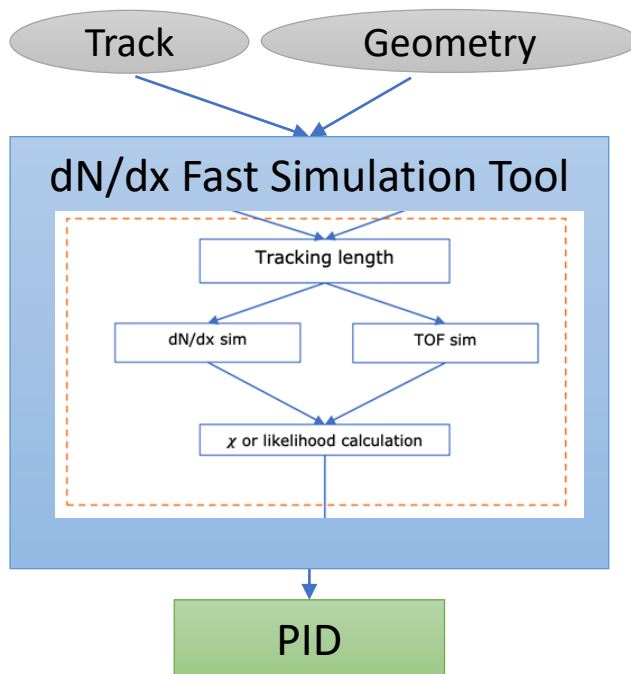 Track
Geometry
dN/dx Fast Simulation Tool
Tracking length
dN/dx sim
TOF sim
χ or likelihood calculation
PID